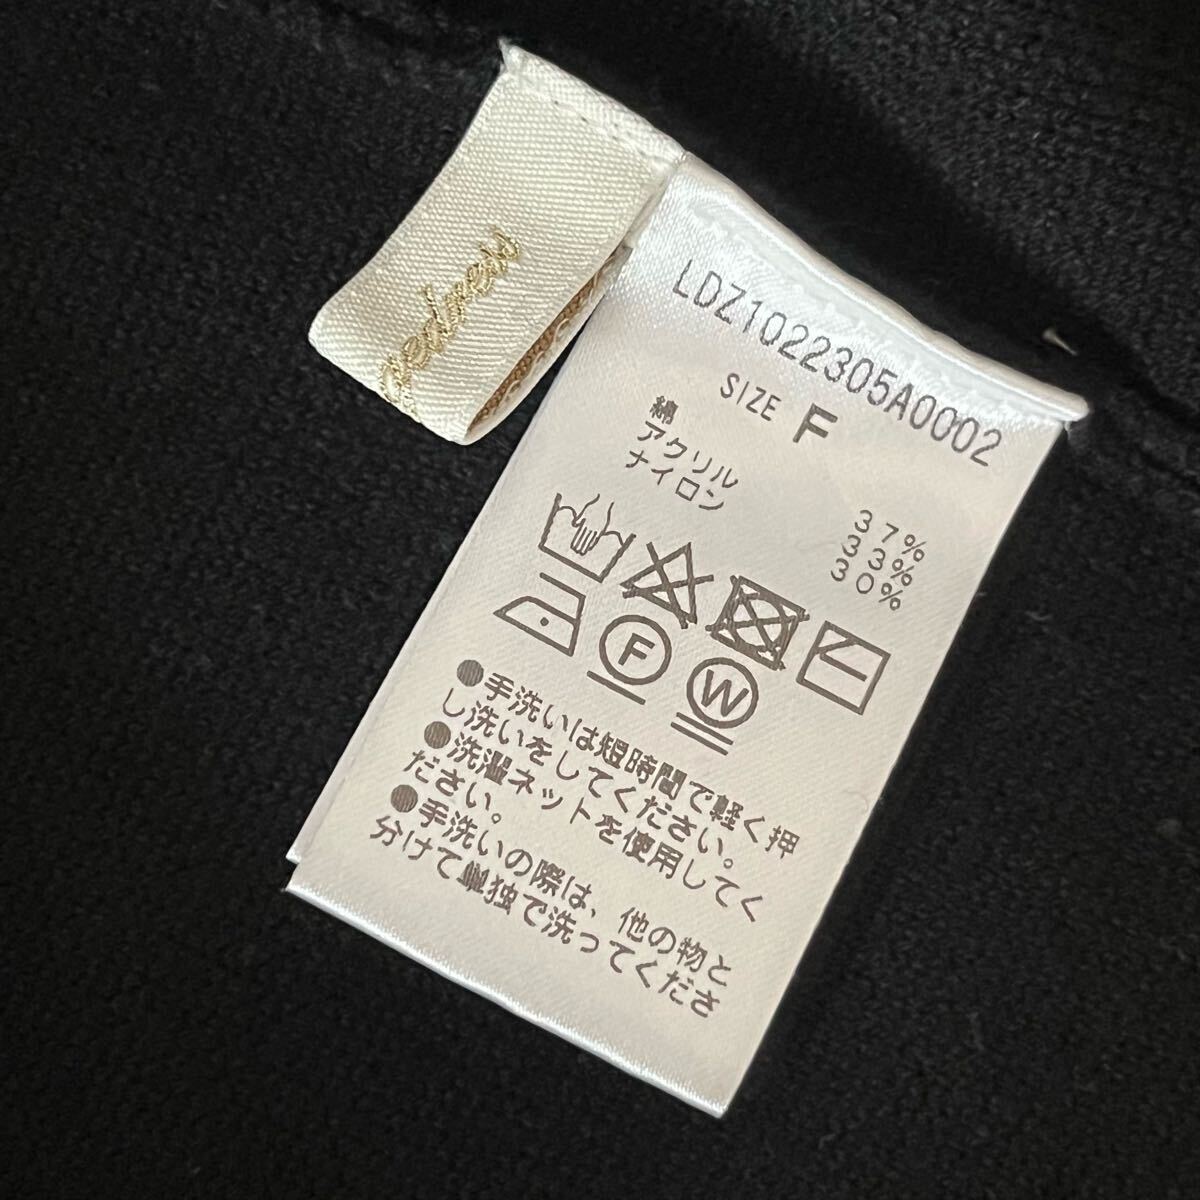 LDZ1022305A0002
SIZE F
綿 37%
アクリル 33%
ナイロン 30%
F
W
●手洗いは短時間で軽く押
し洗いをしてください。
●洗濯ネットを使用してく
ださい。
●手洗いの際は、他の物と
分けて単独で洗ってくださ